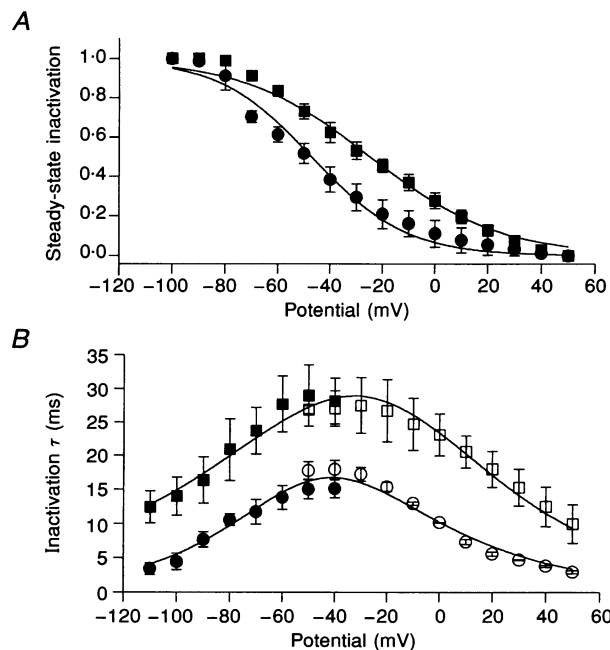 A
Steady-state inactivation
1·0
0·8
0·6
0·4
0·2
0·0
−120 −100 −80 −60 −40 −20 0 20 40 60
Potential (mV)
B
Inactivation τ (ms)
35
30
25
20
15
10
5
0
−120 −100 −80 −60 −40 −20 0 20 40 60
Potential (mV)